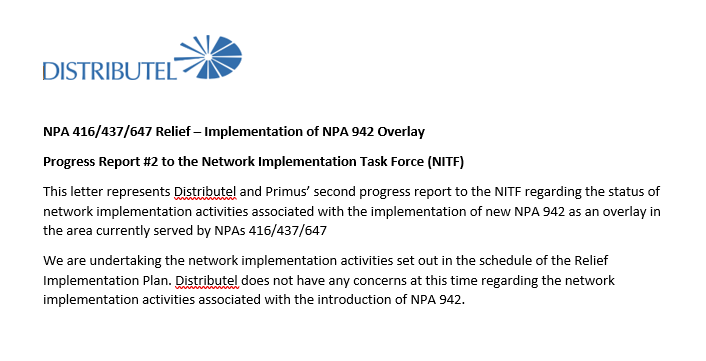 DISTRIBUTEL
NPA 416/437/647 Relief – Implementation of NPA 942 Overlay
Progress Report #2 to the Network Implementation Task Force (NITF)
This letter represents Distributel and Primus’ second progress report to the NITF regarding the status of
network implementation activities associated with the implementation of new NPA 942 as an overlay in
the area currently served by NPAs 416/437/647
We are undertaking the network implementation activities set out in the schedule of the Relief
Implementation Plan. Distributel does not have any concerns at this time regarding the network
implementation activities associated with the introduction of NPA 942.